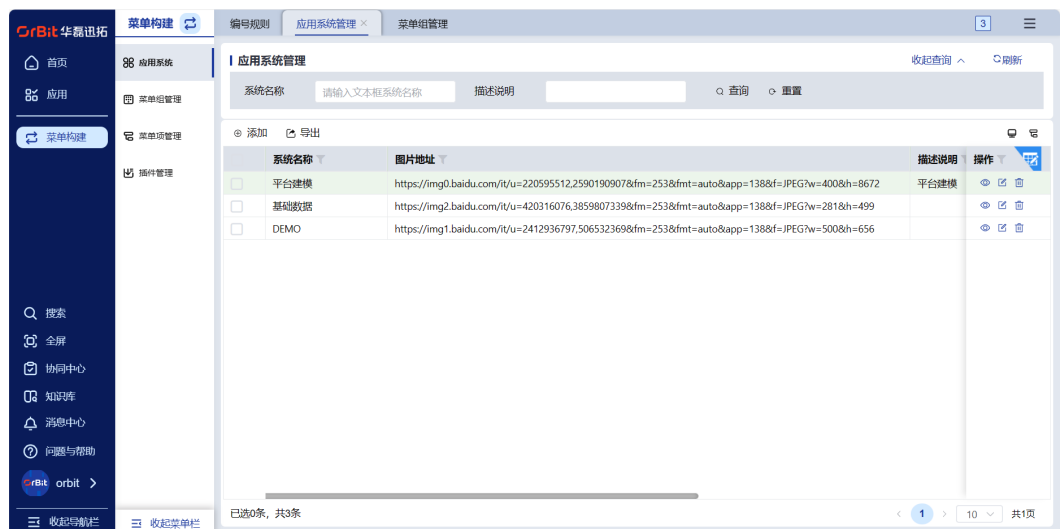 OrBit 华磊迅拓
首页
应用
菜单构建
搜索
全屏
协同中心
知识库
消息中心
问题与帮助
OrBit orbit
收起导航栏
菜单构建
应用系统
菜单组管理
菜单项管理
插件管理
收起菜单栏
编号规则 应用系统管理 菜单组管理 3
应用系统管理 收起查询 刷新
系统名称 请输入文本框系统名称 描述说明 查询 重置
添加 导出
系统名称 图片地址 描述说明 操作
平台建模 https://img0.baidu.com/it/u=220595512,2590190907&fm=253&fmt=auto&app=138&f=JPEG?w=400&h=8672 平台建模
基础数据 https://img2.baidu.com/it/u=420316076,3859807339&fm=253&fmt=auto&app=138&f=JPEG?w=281&h=499
DEMO https://img1.baidu.com/it/u=2412936797,506532369&fm=253&fmt=auto&app=138&f=JPEG?w=500&h=656
已选0条，共3条 1 10 共1页